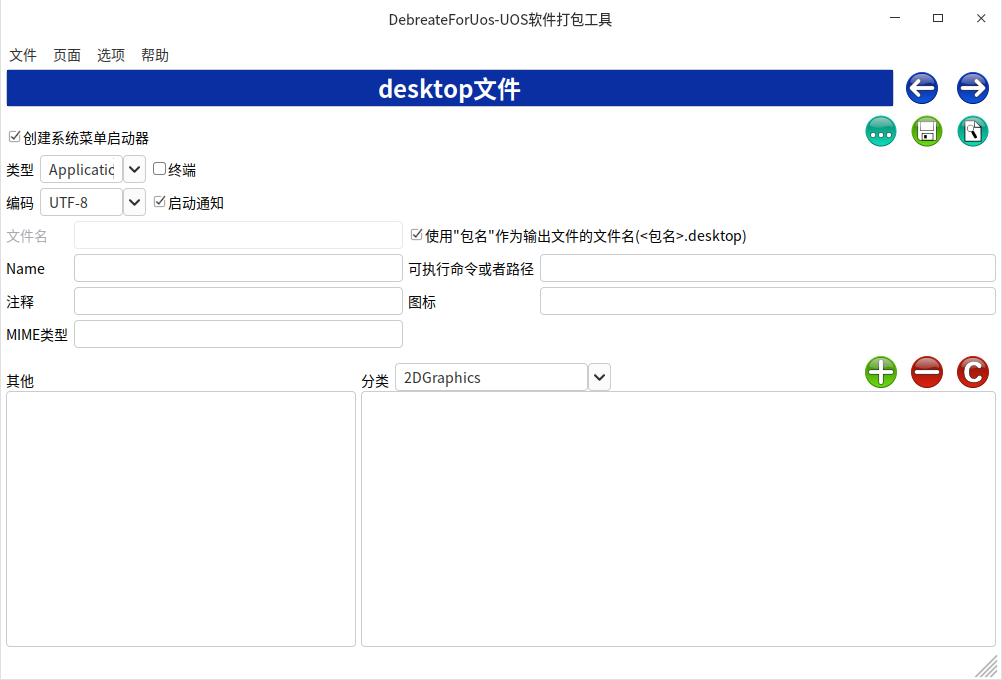 DebreateForUos-UOS软件打包工具
文件 页面 选项 帮助
desktop文件
创建系统菜单启动器
类型 Applicatio 终端
编码 UTF-8 启动通知
文件名 使用"包名"作为输出文件的文件名(<包名>.desktop)
Name 可执行命令或者路径
注释 图标
MIME类型
其他 分类 2DGraphics